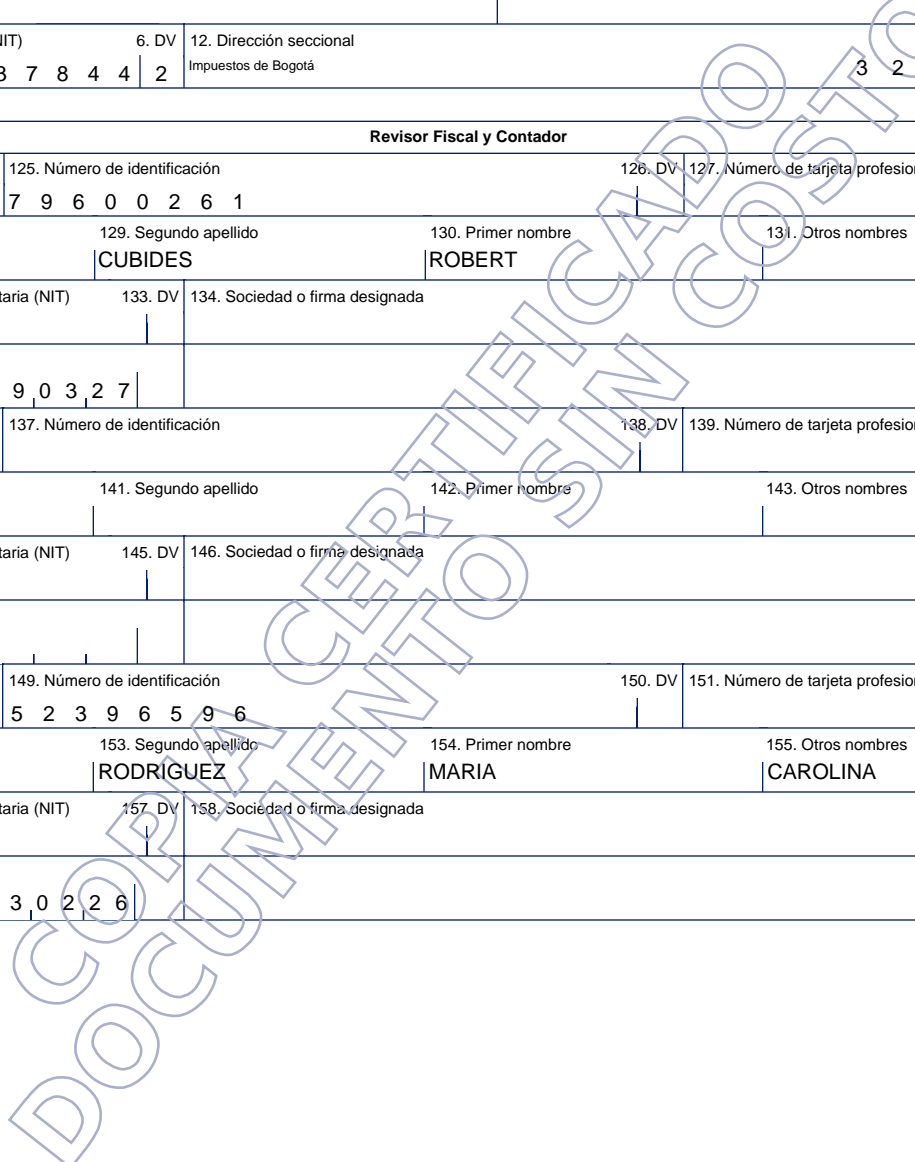 NIT) 6. DV 12. Dirección seccional
8 7 8 4 4 2 Impuestos de Bogotá 3 2
Revisor Fiscal y Contador
125. Número de identificación 126. DV 127. Número de tarjeta profesion
7 9 6 0 0 2 6 1
129. Segundo apellido 130. Primer nombre 131. Otros nombres
CUBIDES ROBERT
taria (NIT) 133. DV 134. Sociedad o firma designada
9 0 3 2 7
137. Número de identificación 138. DV 139. Número de tarjeta profesion
141. Segundo apellido 142. Primer nombre 143. Otros nombres
taria (NIT) 145. DV 146. Sociedad o firma designada
149. Número de identificación 150. DV 151. Número de tarjeta profesion
5 2 3 9 6 5 9 6
153. Segundo apellido 154. Primer nombre 155. Otros nombres
RODRIGUEZ MARIA CAROLINA
taria (NIT) 157. DV 158. Sociedad o firma designada
3 0 2 2 6
COPIA CERTIFICADO
DOCUMENTO SIN COSTO